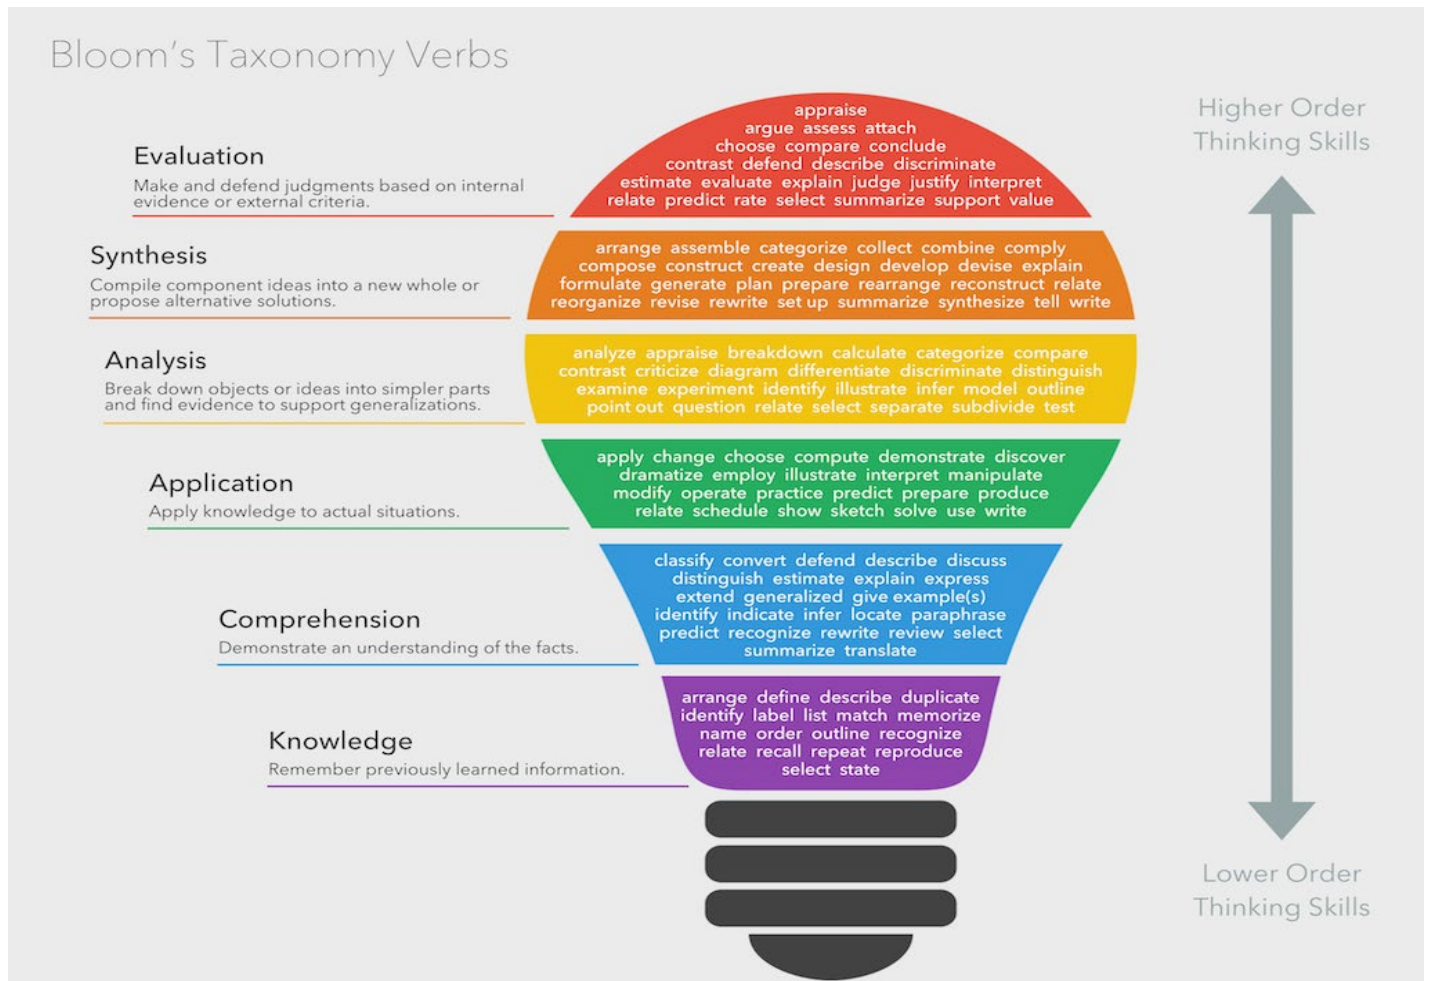 Bloom's Taxonomy Verbs
Higher Order
Thinking Skills
Evaluation
Make and defend judgments based on internal
evidence or external criteria.
appraise
argue assess attach
choose compare conclude
contrast defend describe discriminate
estimate evaluate explain judge justify interpret
relate predict rate select summarize support value
Synthesis
Compile component ideas into a new whole or
propose alternative solutions.
arrange assemble categorize collect combine comply
compose construct create design develop devise explain
formulate generate plan prepare rearrange reconstruct relate
reorganize revise rewrite set up summarize synthesize tell write
Analysis
Break down objects or ideas into simpler parts
and find evidence to support generalizations.
analyze appraise breakdown calculate categorize compare
contrast criticize diagram differentiate discriminate distinguish
examine experiment identify illustrate infer model outline
point out question relate select separate subdivide test
Application
Apply knowledge to actual situations.
apply change choose compute demonstrate discover
dramatize employ illustrate interpret manipulate
modify operate practice predict prepare produce
relate schedule show sketch solve use write
Comprehension
Demonstrate an understanding of the facts.
classify convert defend describe discuss
distinguish estimate explain express
extend generalized give example(s)
identify indicate infer locate paraphrase
predict recognize rewrite review select
summarize translate
Knowledge
Remember previously learned information.
arrange define describe duplicate
identify label list match memorize
name order outline recognize
relate recall repeat reproduce
select state
Lower Order
Thinking Skills